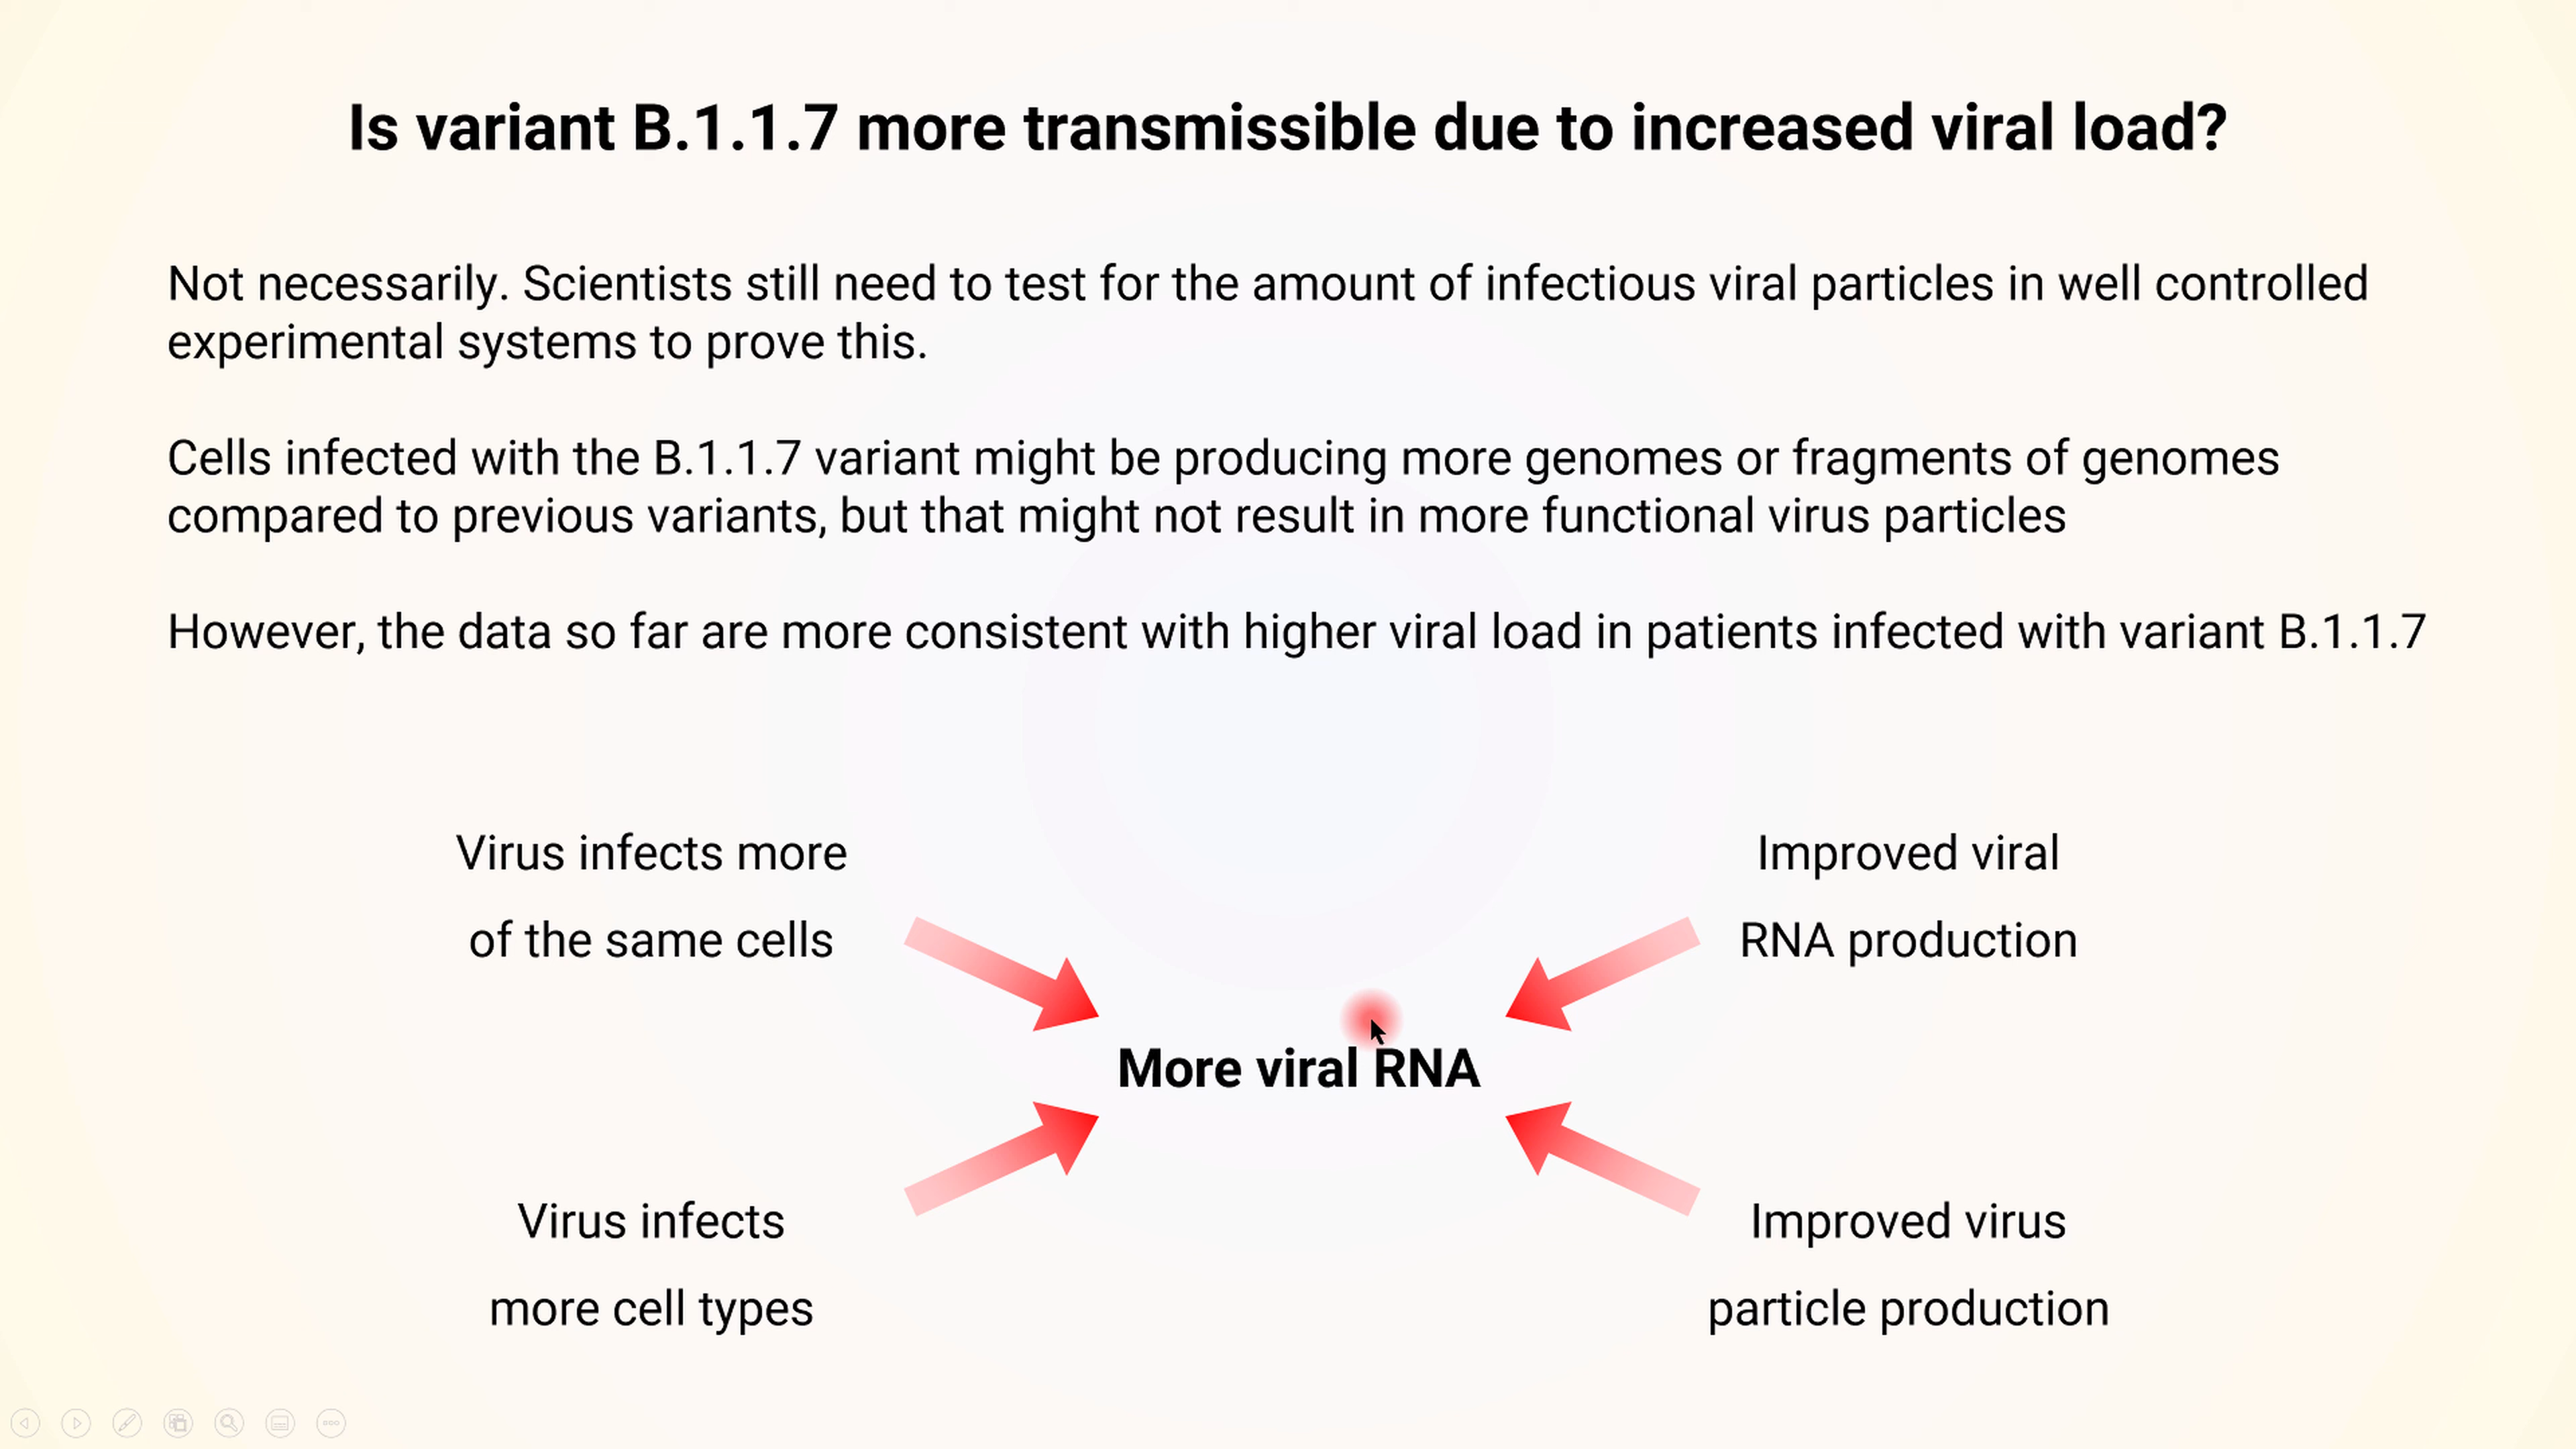 Is variant B.1.1.7 more transmissible due to increased viral load?
Not necessarily. Scientists still need to test for the amount of infectious viral particles in well controlled
experimental systems to prove this.
Cells infected with the B.1.1.7 variant might be producing more genomes or fragments of genomes
compared to previous variants, but that might not result in more functional virus particles
However, the data so far are more consistent with higher viral load in patients infected with variant B.1.1.7
Virus infects more
of the same cells
Improved viral
RNA production
More viral RNA
Virus infects
more cell types
Improved virus
particle production